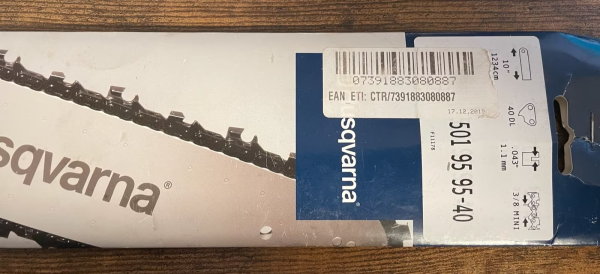 sqvarna®
07391883080887
EAN ETI: CTR/7391883080887
sqvarna®
17.12.2019
P11178
501 95 95-40
10"
40 DL
.043"
1.1 mm
3/8 MINI